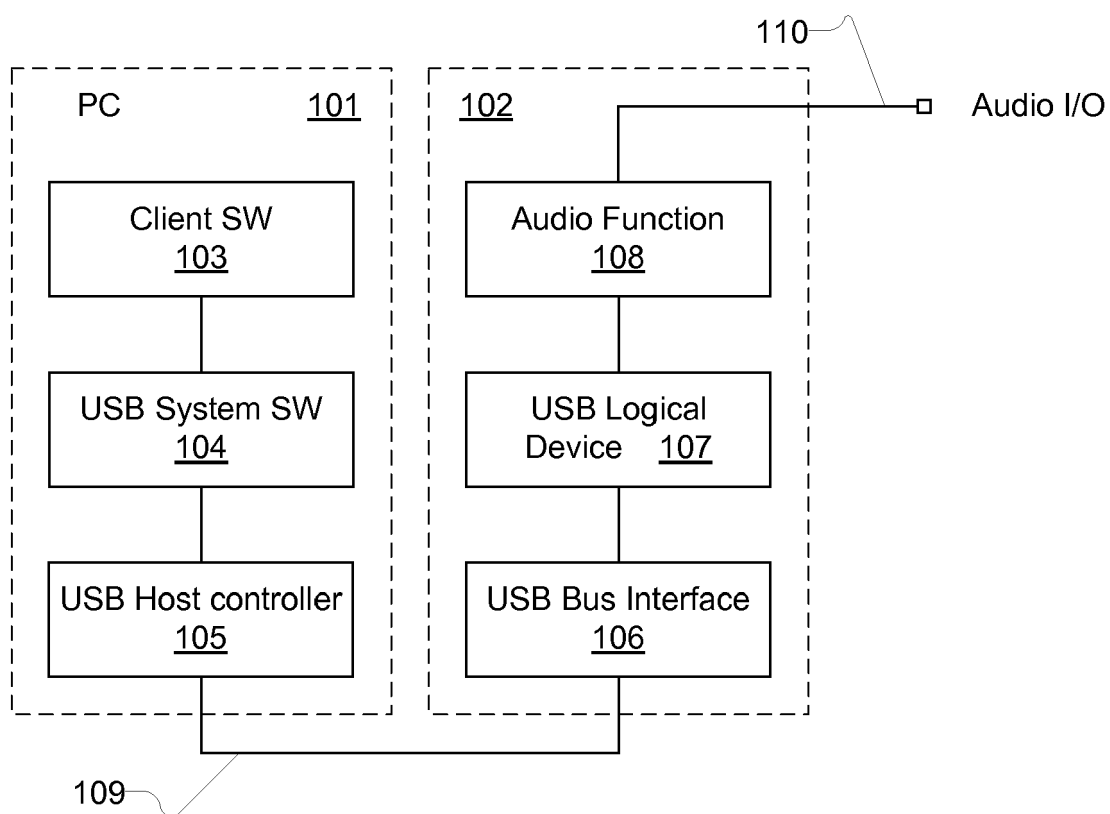 110
PC 101
102
Audio I/O
Client SW
103
Audio Function
108
USB System SW
104
USB Logical
Device 107
USB Host controller
105
USB Bus Interface
106
109